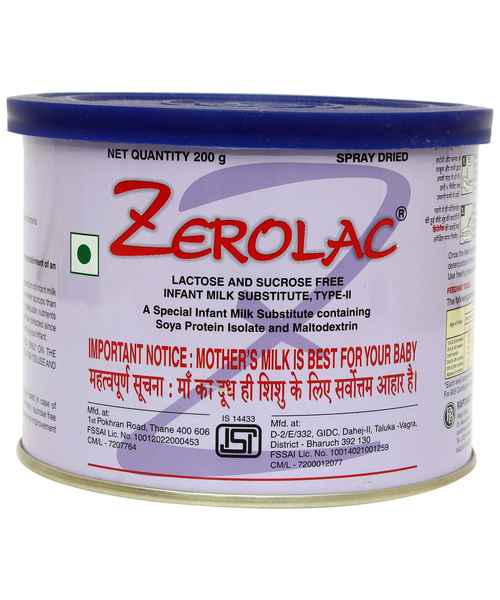 NET QUANTITY 200 g
SPRAY DRIED
ZEROLAC®
LACTOSE AND SUCROSE FREE
INFANT MILK SUBSTITUTE, TYPE-II
A Special Infant Milk Substitute containing
Soya Protein Isolate and Maltodextrin
IMPORTANT NOTICE : MOTHER'S MILK IS BEST FOR YOUR BABY
महत्वपूर्ण सूचना : माँ का दूध ही शिशु के लिए सर्वोत्तम आहार है।
Mfd. at:
1st Pokhran Road, Thane 400 606
FSSAI Lic. No. 10012022000453
CM/L - 7207764
IS 14433
ISI
Mfd. at.:
D-2/E/332, GIDC, Dahej-II, Taluka -Vagra,
District - Bharuch 392 130
FSSAI Lic. No. 10014021001259
CM/L - 7200012077